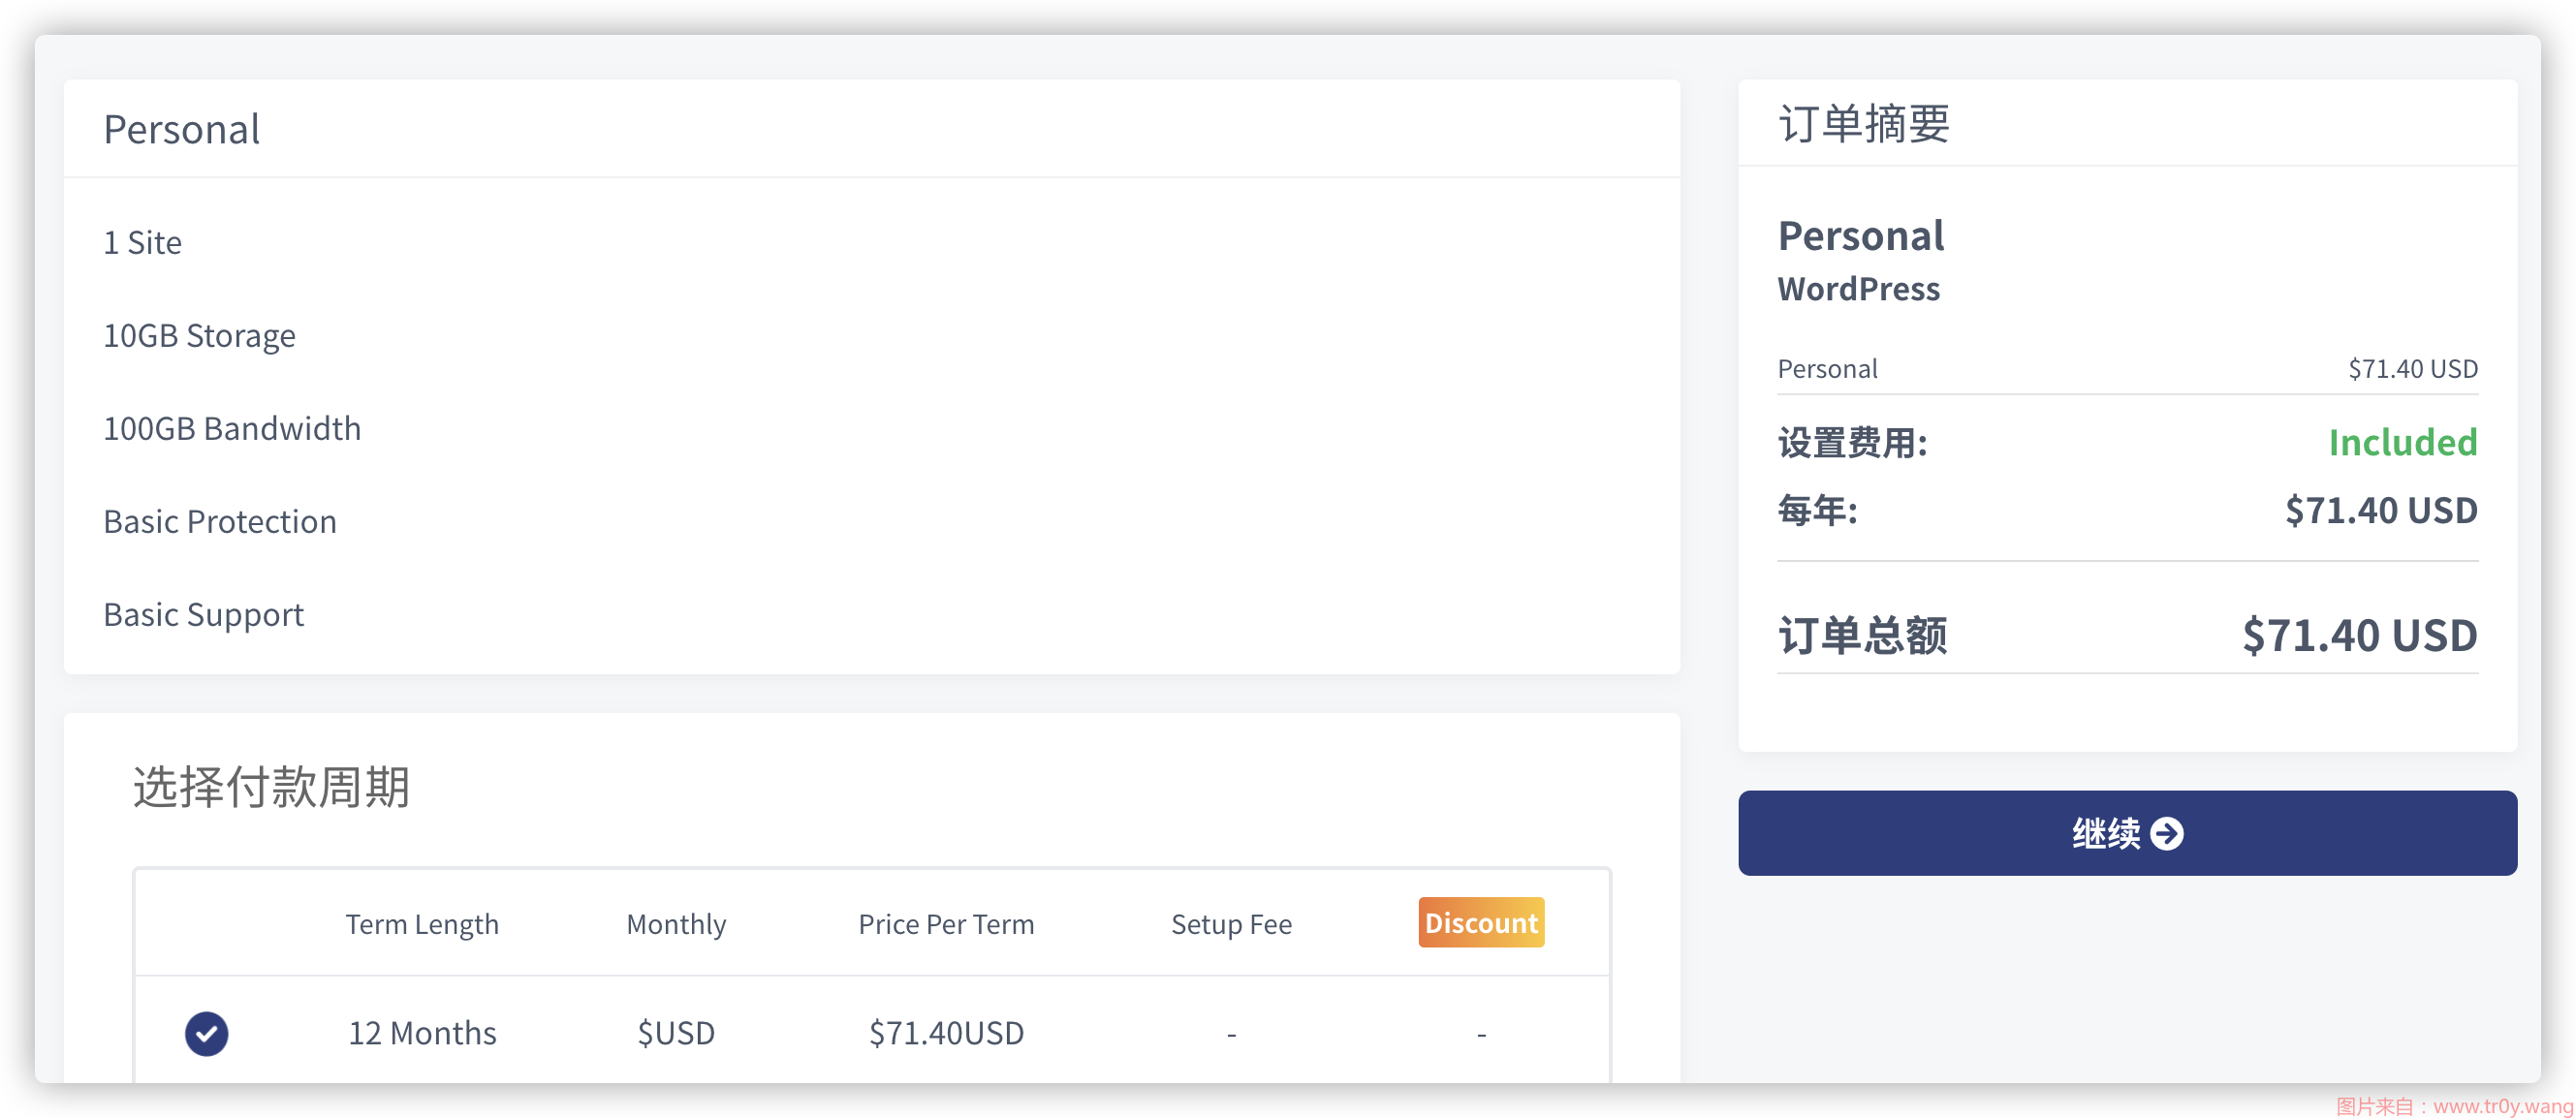 Personal
1 Site
10GB Storage
100GB Bandwidth
Basic Protection
Basic Support
选择付款周期
Term Length Monthly Price Per Term Setup Fee Discount
12 Months $USD $71.40USD - -
订单摘要
Personal
WordPress
Personal $71.40 USD
设置费用: Included
每年: $71.40 USD
订单总额 $71.40 USD
继续
图片来自：www.tr0y.wang